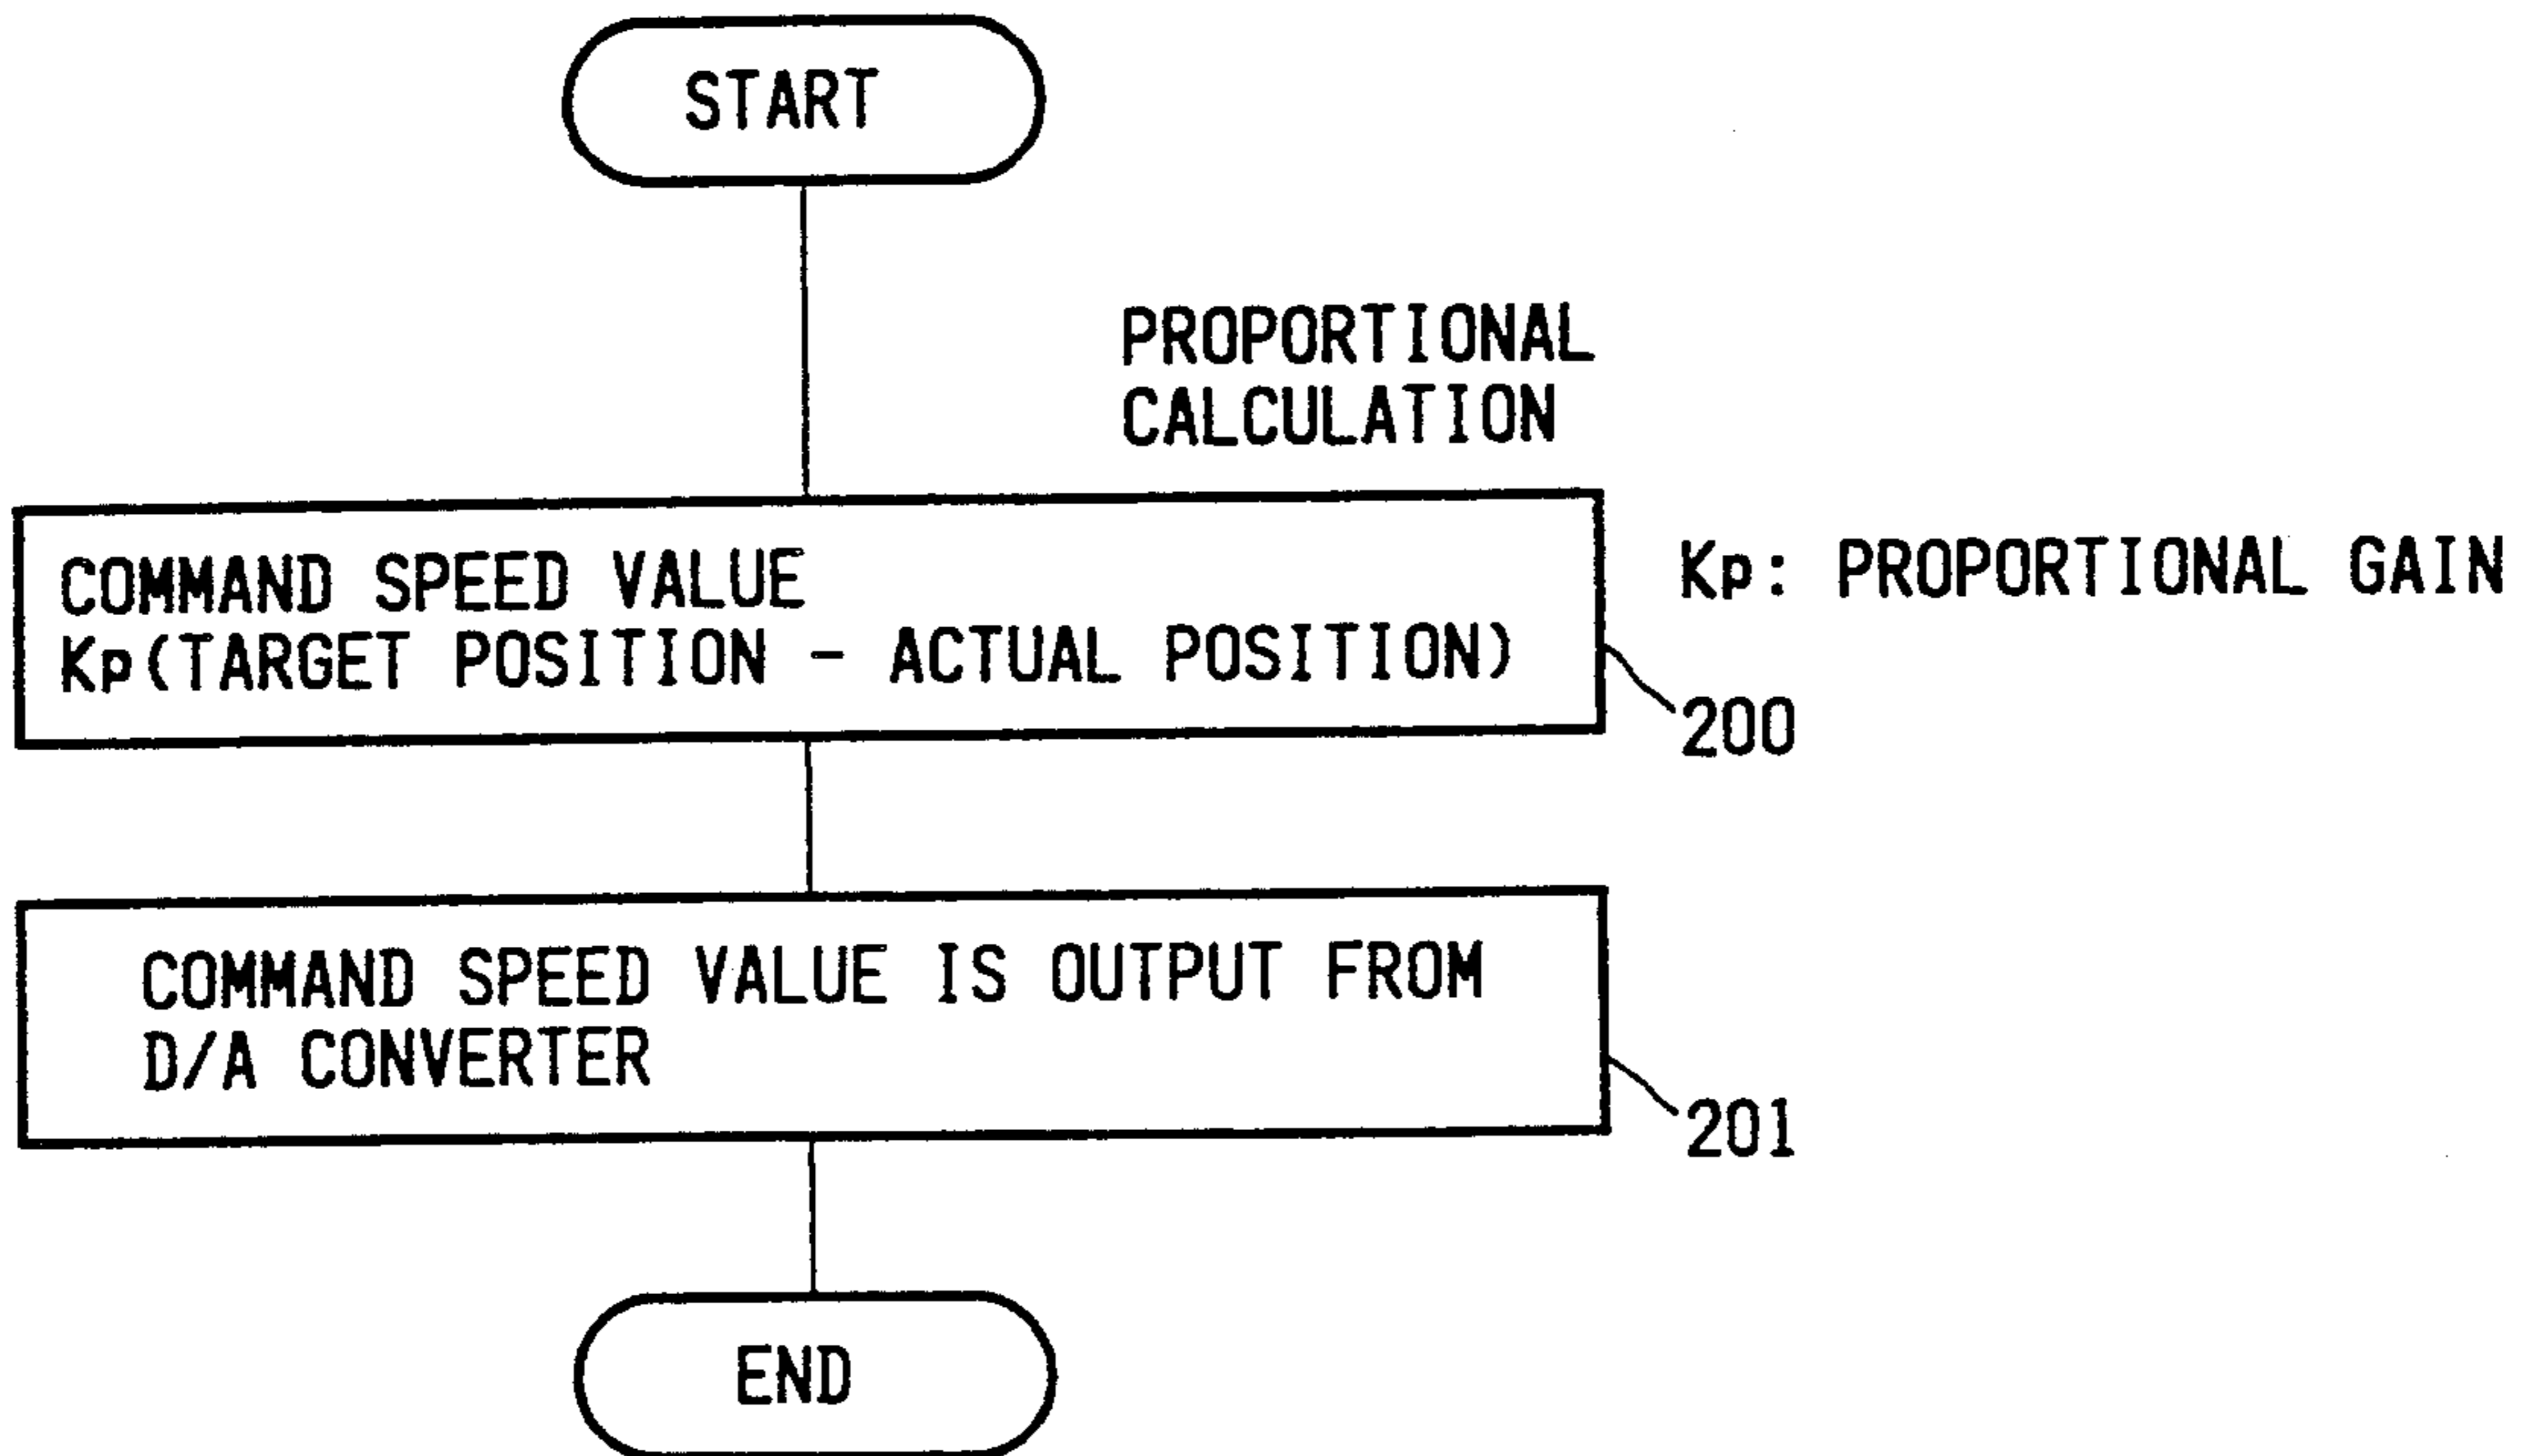 START
PROPORTIONAL
CALCULATION
COMMAND SPEED VALUE
Kp(TARGET POSITION - ACTUAL POSITION)
Kp: PROPORTIONAL GAIN
200
COMMAND SPEED VALUE IS OUTPUT FROM
D/A CONVERTER
201
END